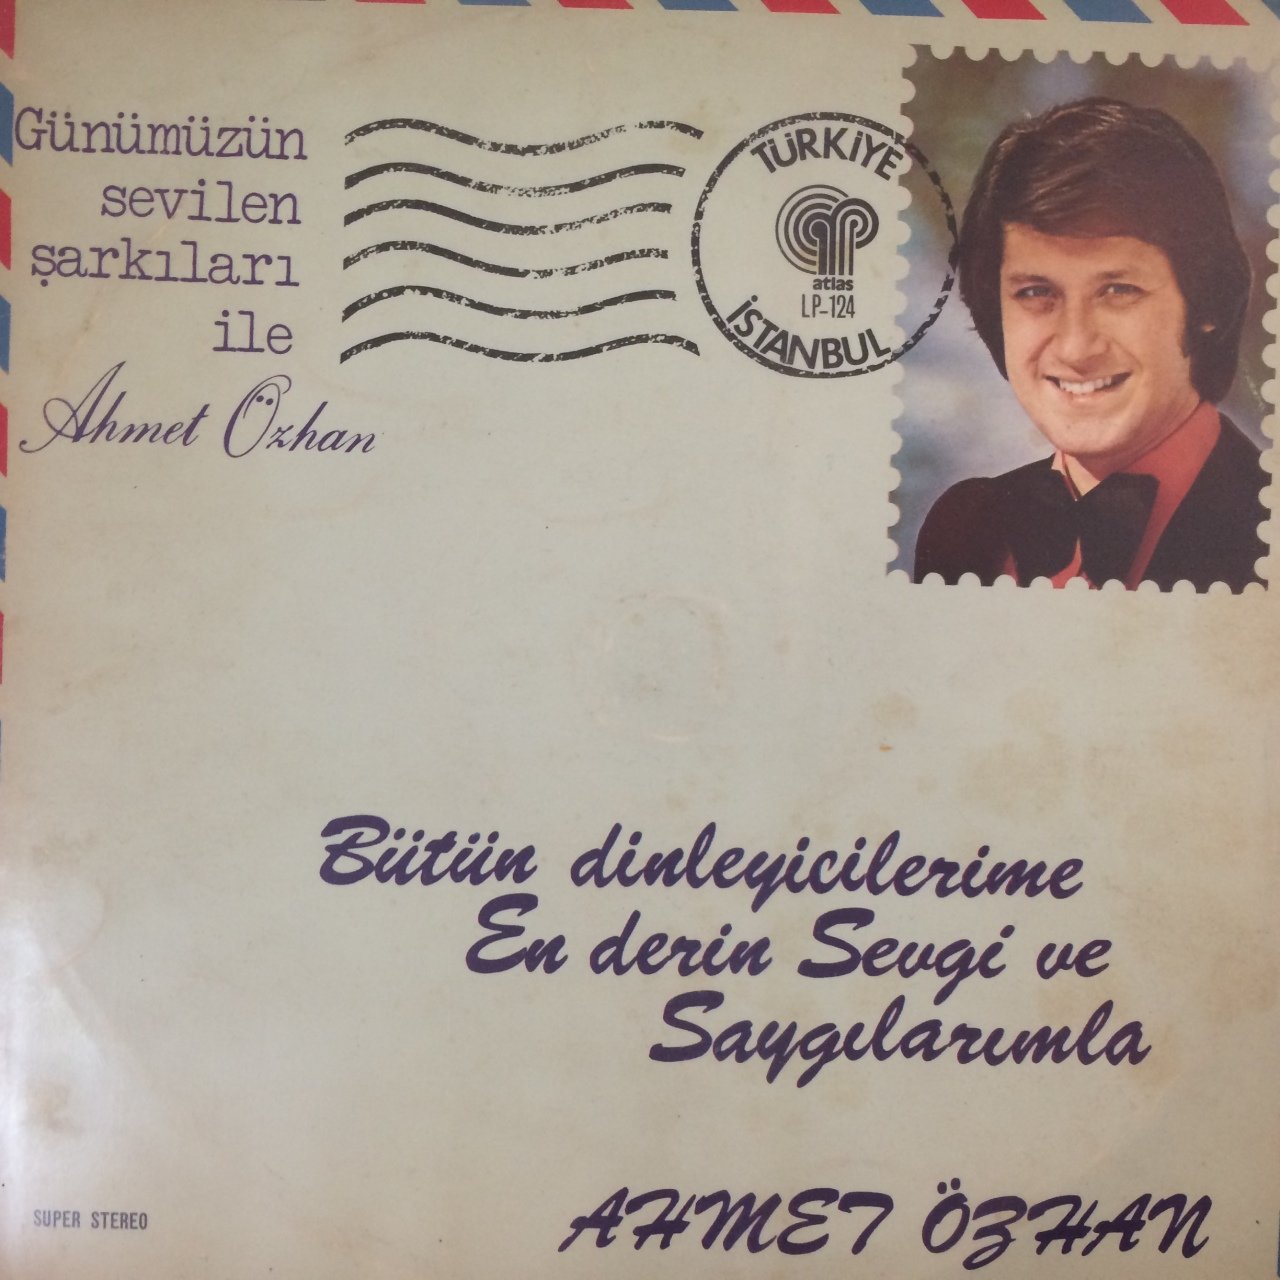 Günümüzün
sevilen
şarkıları
ile
Ahmet Özhan
TÜRKİYE
atlas
LP-124
İSTANBUL
Bütün dinleyicilerime
En derin Sevgi ve
Saygılarımla
AHMET ÖZHAN
SUPER STEREO